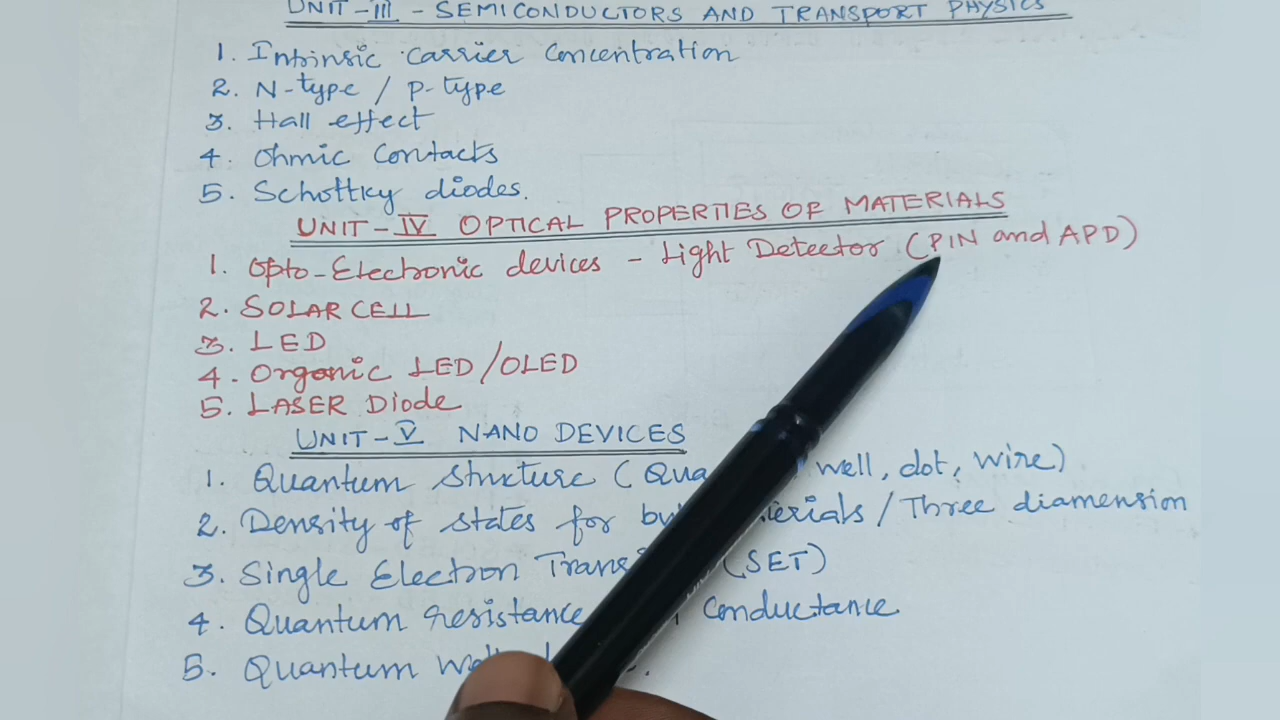 UNIT-III - SEMICONDUCTORS AND TRANSPORT PHYSICS
1. Intrinsic carrier concentration
2. N-type / P-type
3. Hall effect
4. Ohmic contacts
5. Schottky diodes.
UNIT-IV OPTICAL PROPERTIES OF MATERIALS
1. Opto-Electronic devices - Light Detector (PIN and APD)
2. SOLAR CELL
3. LED
4. Organic LED/OLED
5. LASER Diode
UNIT-V NANO DEVICES
1. Quantum structure ( well, dot, wire)
2. Density of states for / Three diamension
3. Single Electron (SET)
4. Quantum resistance conductance
5. Quantum